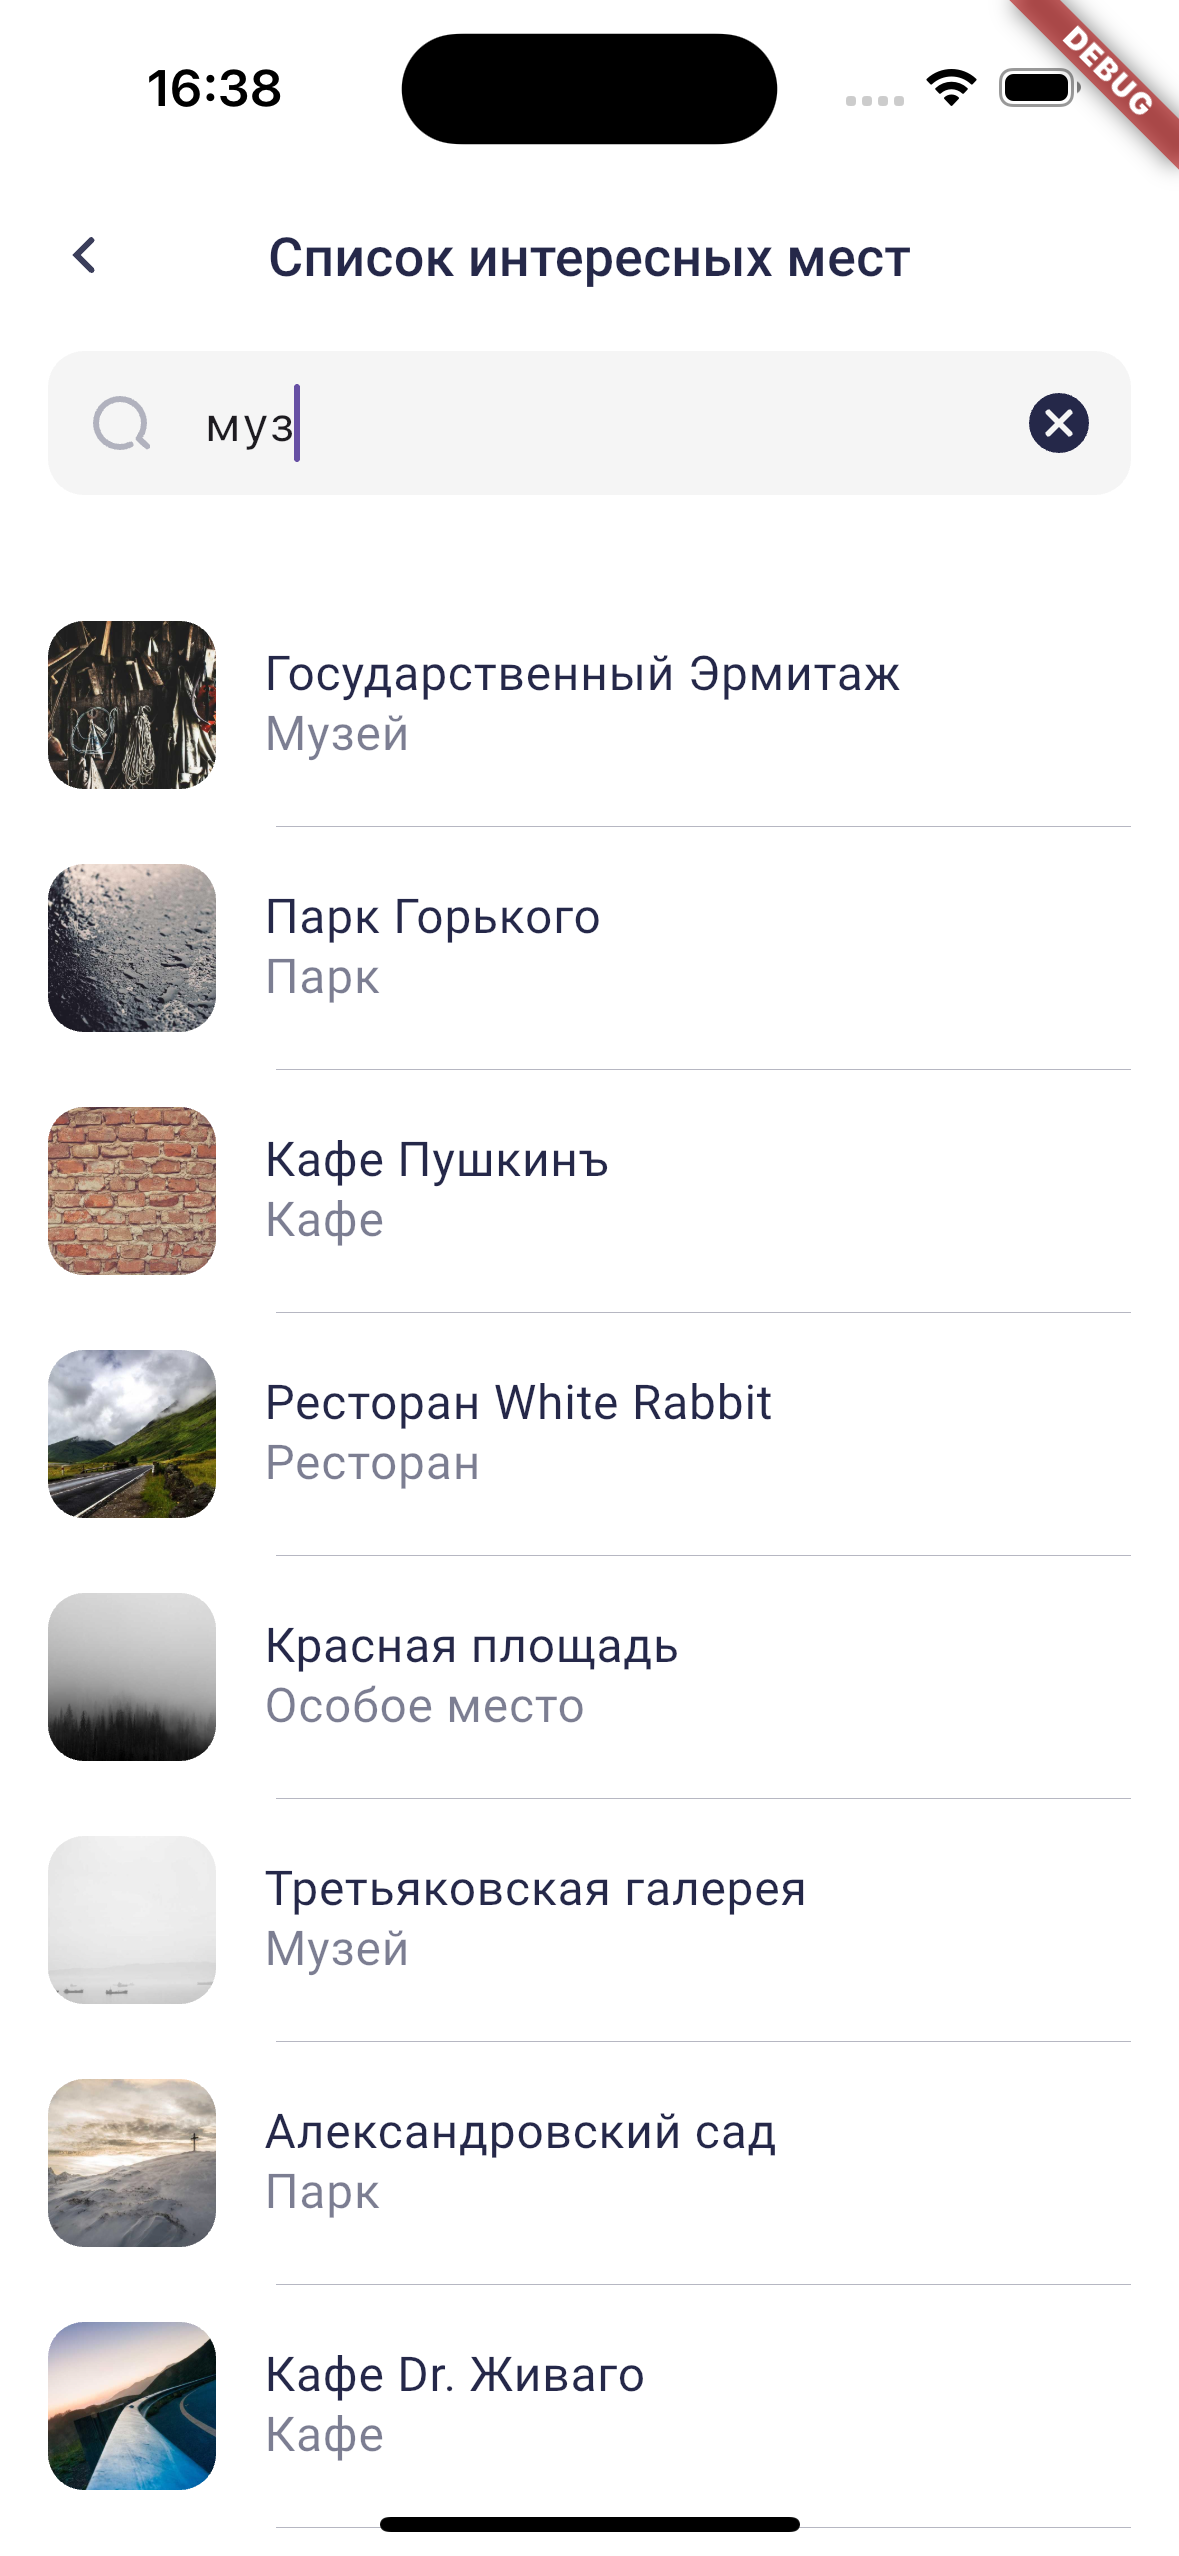 16:38
DEBUG
Список интересных мест
муз
Государственный Эрмитаж
Музей
Парк Горького
Парк
Кафе Пушкинъ
Кафе
Ресторан White Rabbit
Ресторан
Красная площадь
Особое место
Третьяковская галерея
Музей
Александровский сад
Парк
Кафе Dr. Живаго
Кафе